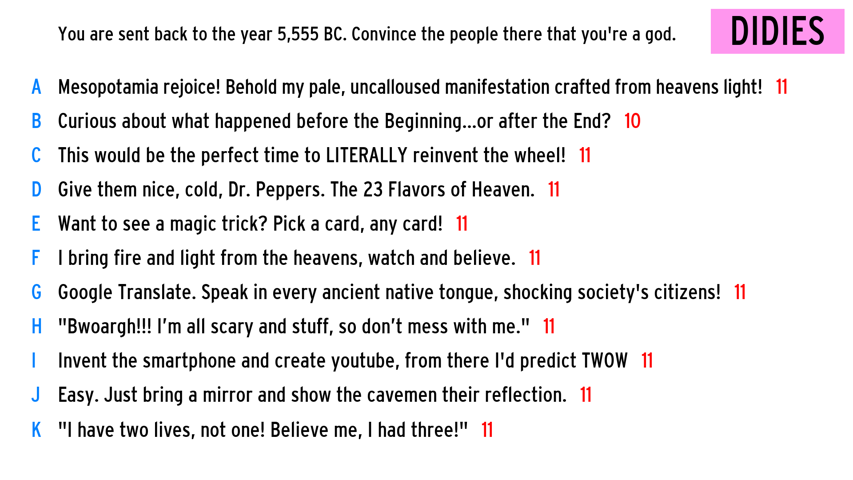 You are sent back to the year 5,555 BC. Convince the people there that you're a god.
DIDIES
A Mesopotamia rejoice! Behold my pale, uncalloused manifestation crafted from heavens light! 11
B Curious about what happened before the Beginning...or after the End? 10
C This would be the perfect time to LITERALLY reinvent the wheel! 11
D Give them nice, cold, Dr. Peppers. The 23 Flavors of Heaven. 11
E Want to see a magic trick? Pick a card, any card! 11
F I bring fire and light from the heavens, watch and believe. 11
G Google Translate. Speak in every ancient native tongue, shocking society's citizens! 11
H "Bwoargh!!! I’m all scary and stuff, so don’t mess with me." 11
I Invent the smartphone and create youtube, from there I'd predict TWOW 11
J Easy. Just bring a mirror and show the cavemen their reflection. 11
K "I have two lives, not one! Believe me, I had three!" 11